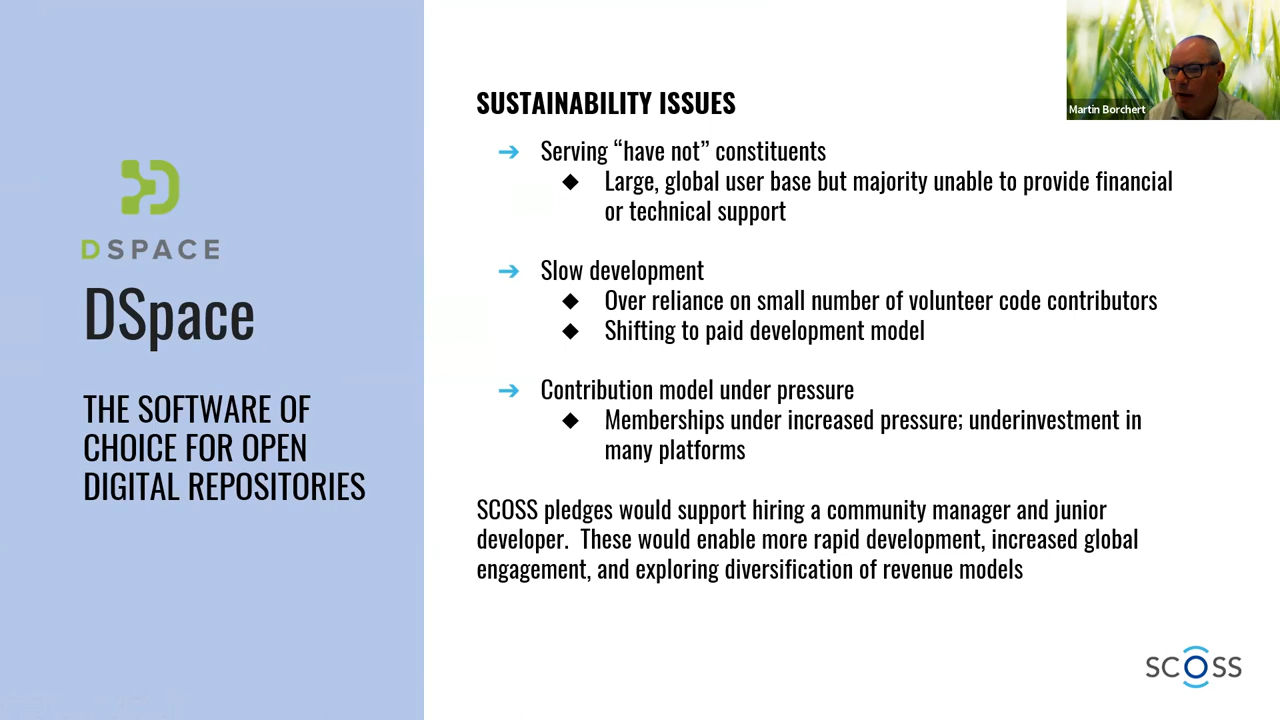 DSPACE
DSpace
THE SOFTWARE OF
CHOICE FOR OPEN
DIGITAL REPOSITORIES
SUSTAINABILITY ISSUES
Serving “have not” constituents
Large, global user base but majority unable to provide financial
or technical support
Slow development
Over reliance on small number of volunteer code contributors
Shifting to paid development model
Contribution model under pressure
Memberships under increased pressure; underinvestment in
many platforms
SCOSS pledges would support hiring a community manager and junior
developer.  These would enable more rapid development, increased global
engagement, and exploring diversification of revenue models
Martin Borchert
SCOSS